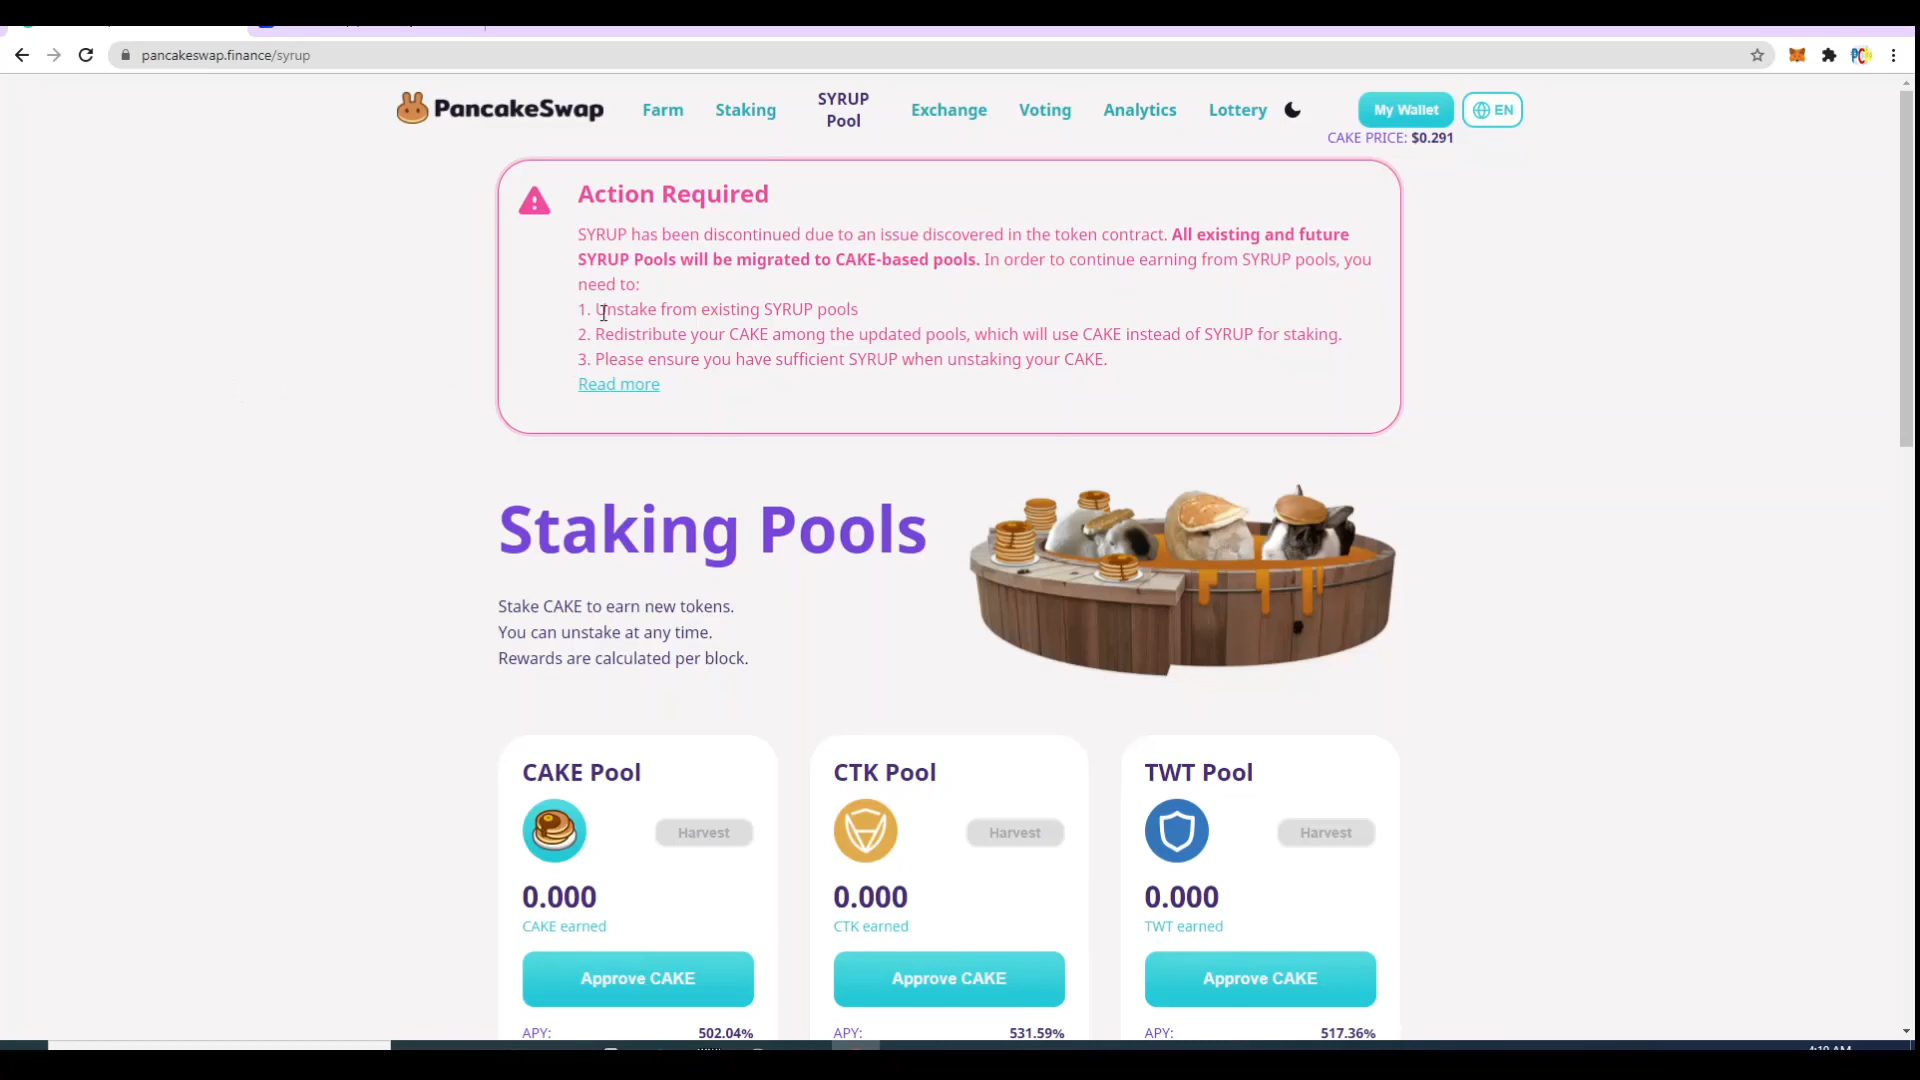 pancakeswap.finance/syrup
PancakeSwap
Farm
Staking
SYRUP
Pool
Exchange
Voting
Analytics
Lottery
My Wallet
EN
CAKE PRICE: $0.291
Action Required
SYRUP has been discontinued due to an issue discovered in the token contract. All existing and future
SYRUP Pools will be migrated to CAKE-based pools. In order to continue earning from SYRUP pools, you
need to:
1. Unstake from existing SYRUP pools
2. Redistribute your CAKE among the updated pools, which will use CAKE instead of SYRUP for staking.
3. Please ensure you have sufficient SYRUP when unstaking your CAKE.
Read more
Staking Pools
Stake CAKE to earn new tokens.
You can unstake at any time.
Rewards are calculated per block.
CAKE Pool
Harvest
0.000
CAKE earned
Approve CAKE
APY: 502.04%
CTK Pool
Harvest
0.000
CTK earned
Approve CAKE
APY: 531.59%
TWT Pool
Harvest
0.000
TWT earned
Approve CAKE
APY: 517.36%